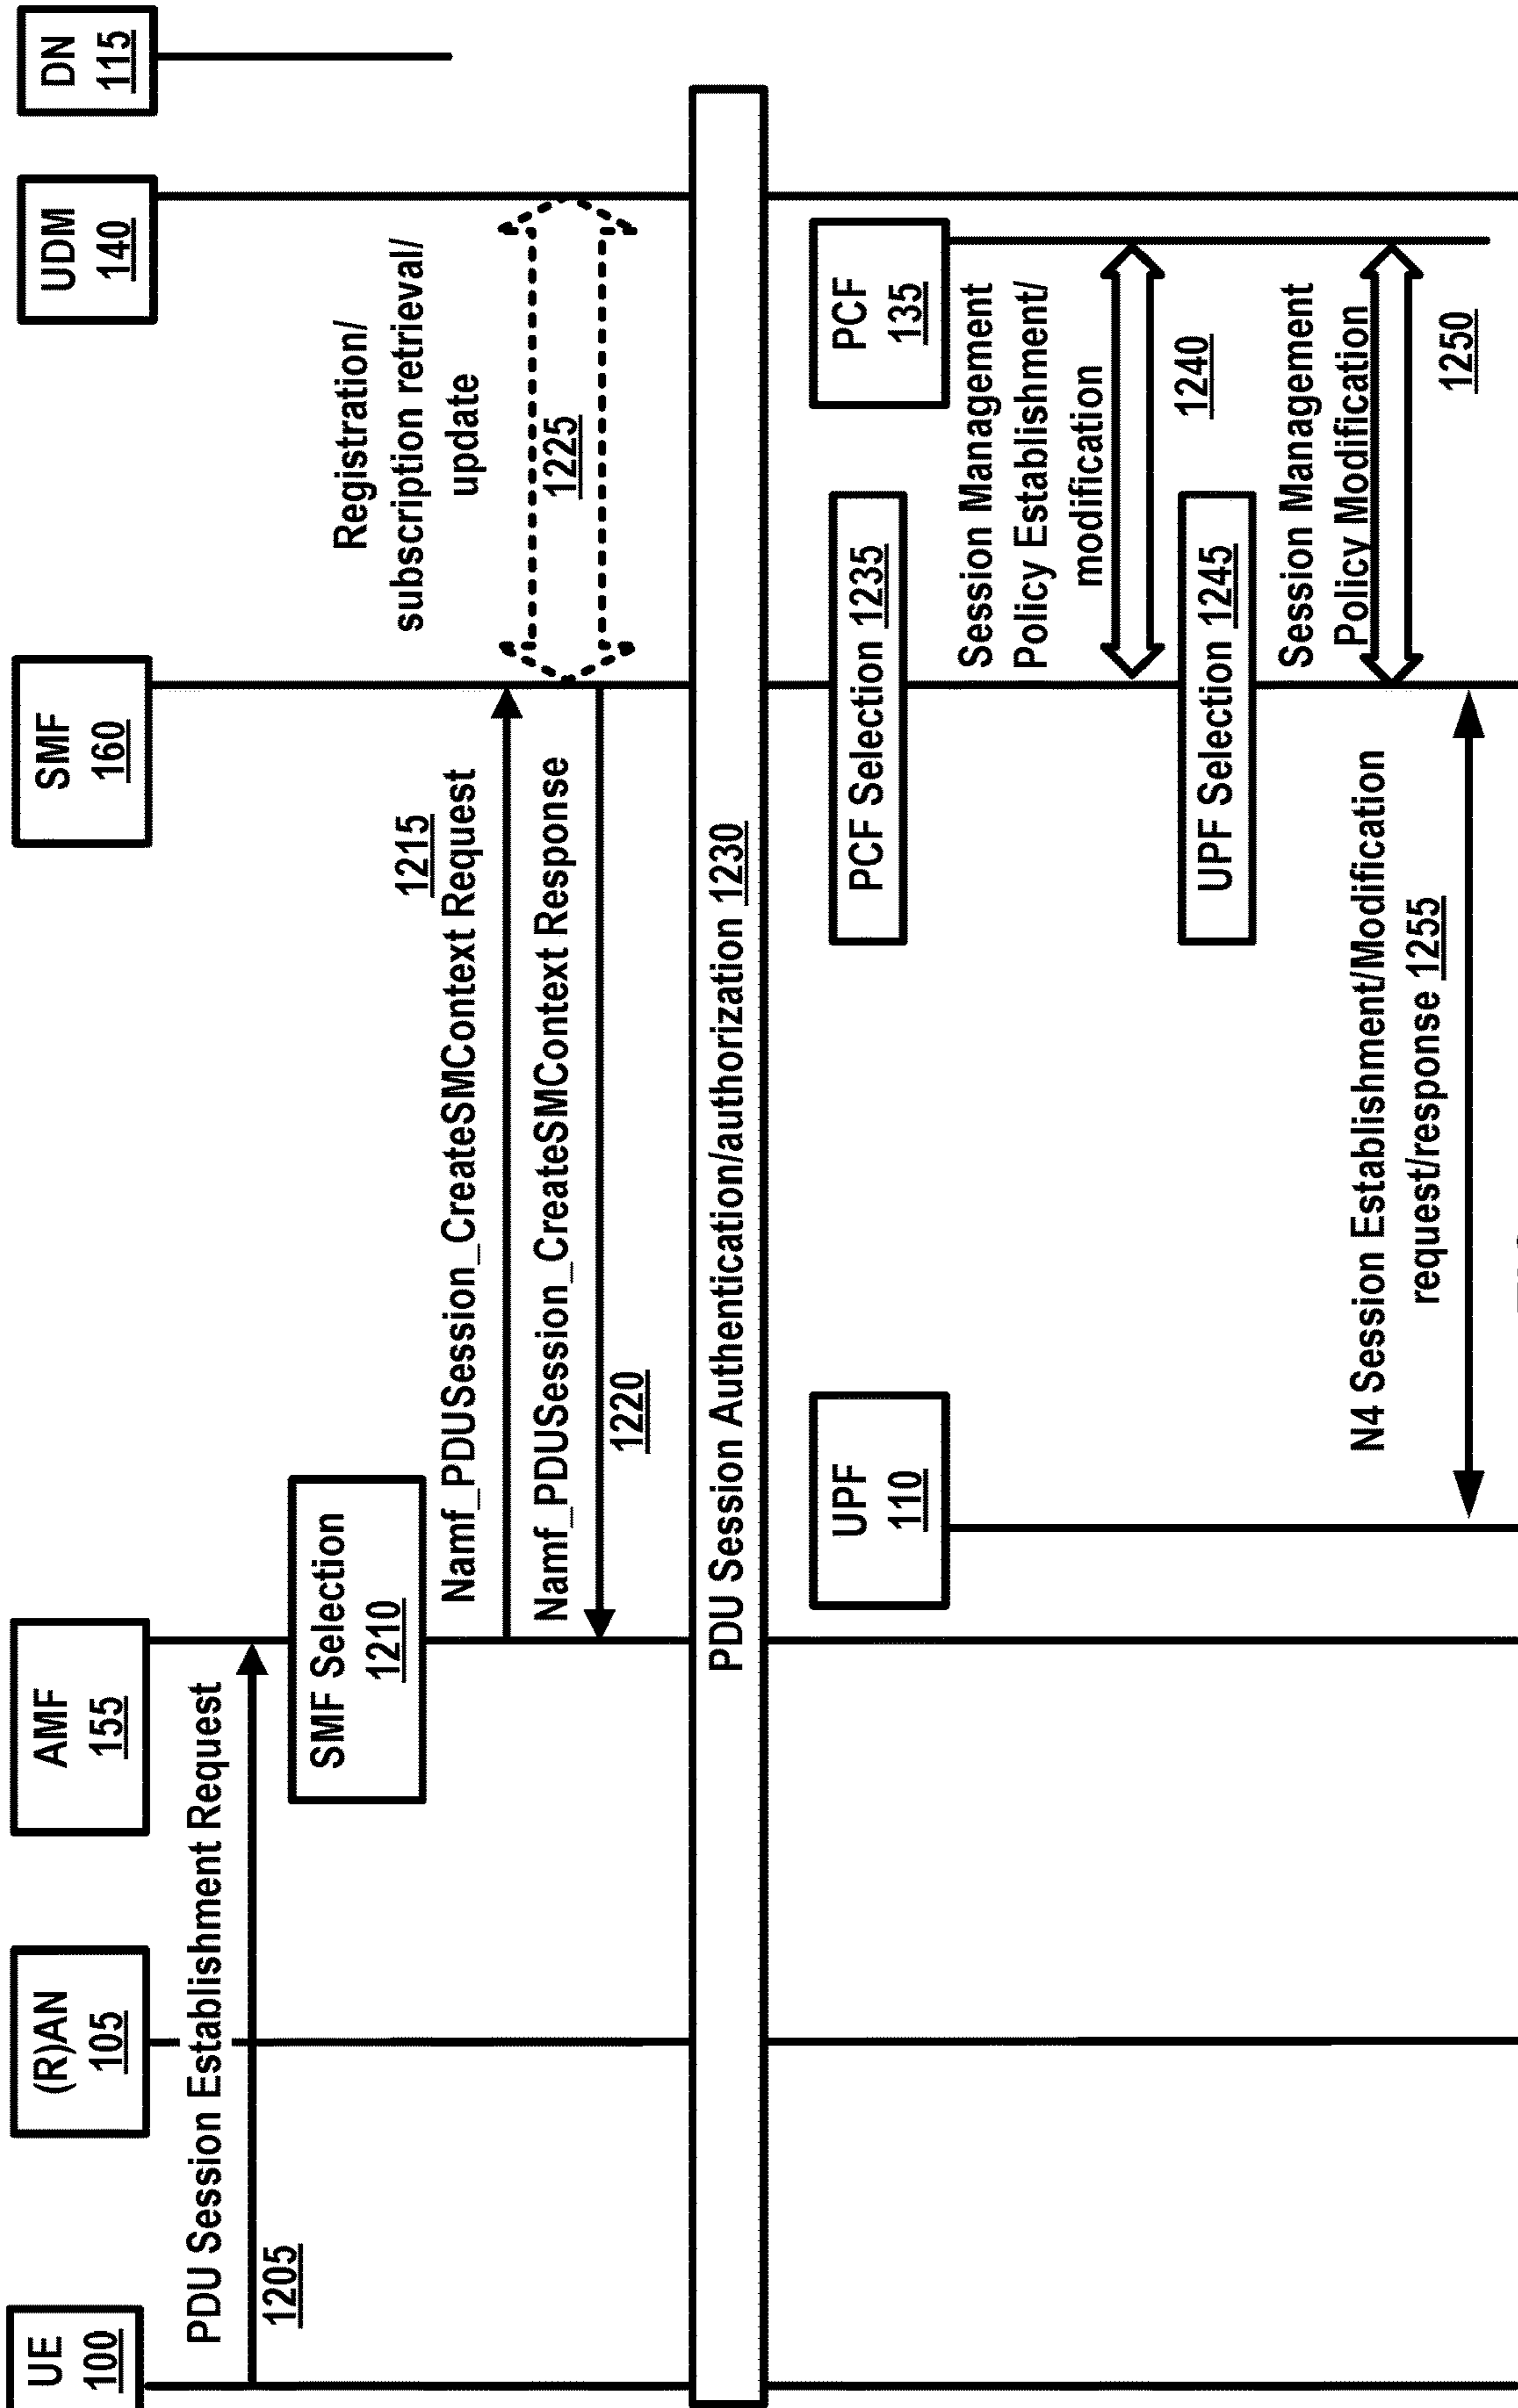 UE
100
(R)AN
105
AMF
155
SMF
160
UDM
140
DN
115
PDU Session Establishment Request
1205
SMF Selection
1210
1215
Namf_PDUSession_CreateSMContext Request
Namf_PDUSession_CreateSMContext Response
1220
Registration/
subscription retrieval/
update
1225
PDU Session Authentication/authorization 1230
UPF
110
PCF
135
PCF Selection 1235
Session Management
Policy Establishment/
modification
1240
UPF Selection 1245
Session Management
Policy Modification
1250
N4 Session Establishment/Modification
request/response 1255